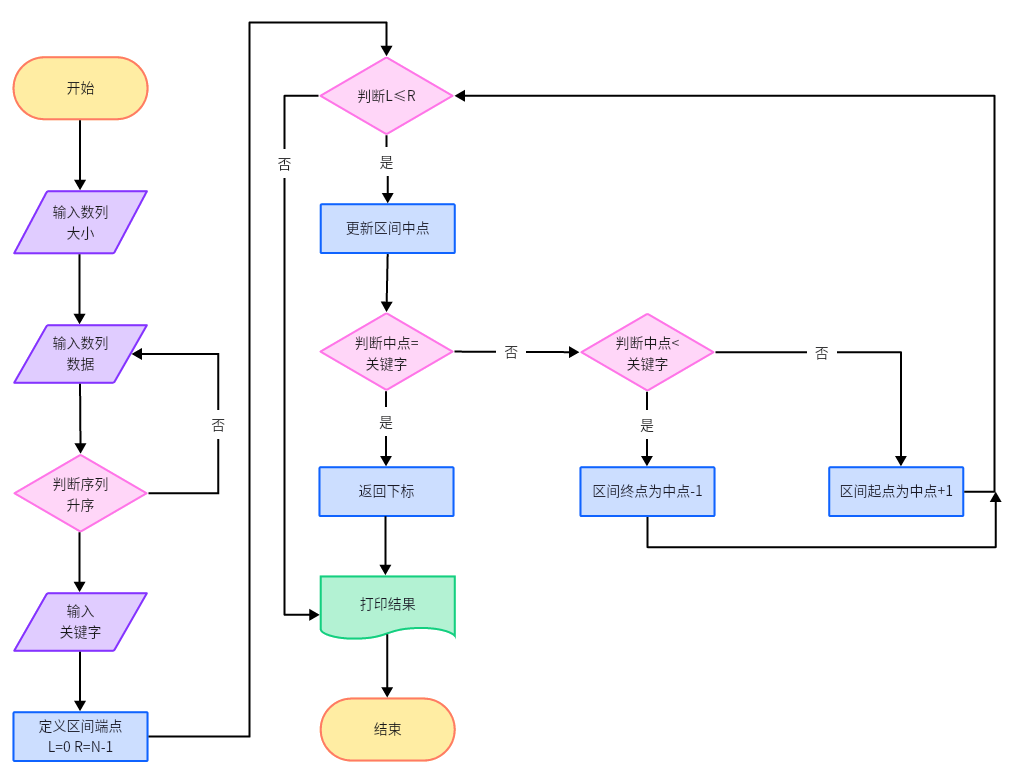 开始
输入数列
大小
输入数列
数据
否
判断序列
升序
输入
关键字
定义区间端点
L=0 R=N-1
判断L≤R
否
是
更新区间中点
判断中点=
关键字
否
是
返回下标
打印结果
结束
判断中点<
关键字
否
是
区间终点为中点-1
区间起点为中点+1